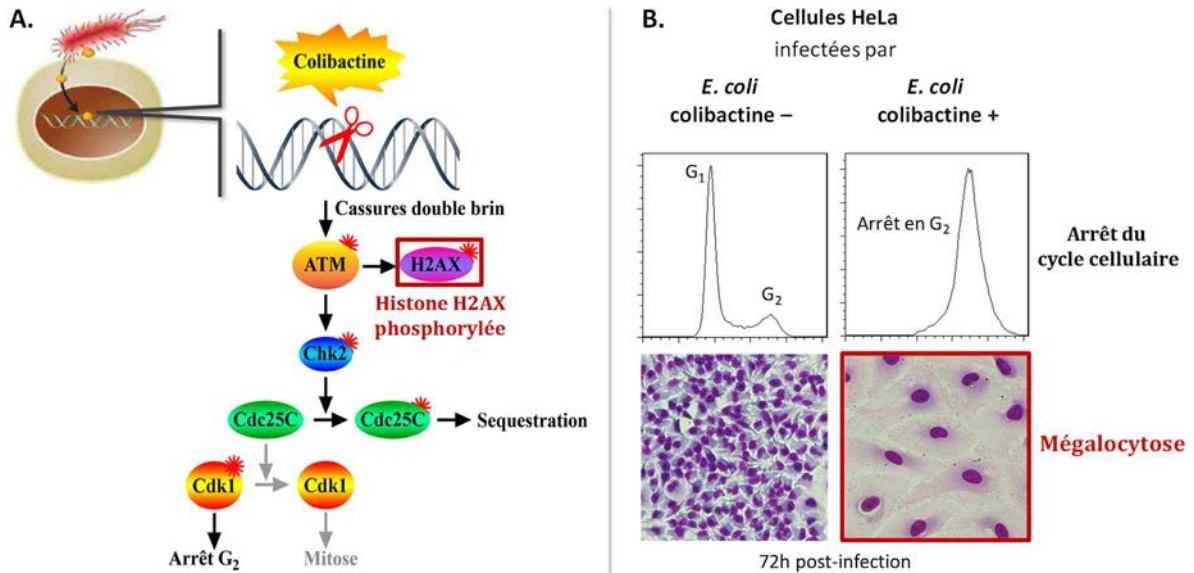 A.
Colibactine
Cassures double brin
ATM
H2AX
Histone H2AX
phosphorylée
Chk2
Cdc25C
Cdc25C
Sequestration
Cdk1
Cdk1
Arrêt G₂
Mitose
B.
Cellules HeLa
infectées par
E. coli
colibactine –
E. coli
colibactine +
G₁
G₂
Arrêt en G₂
Arrêt du
cycle cellulaire
Mégalocytose
72h post-infection